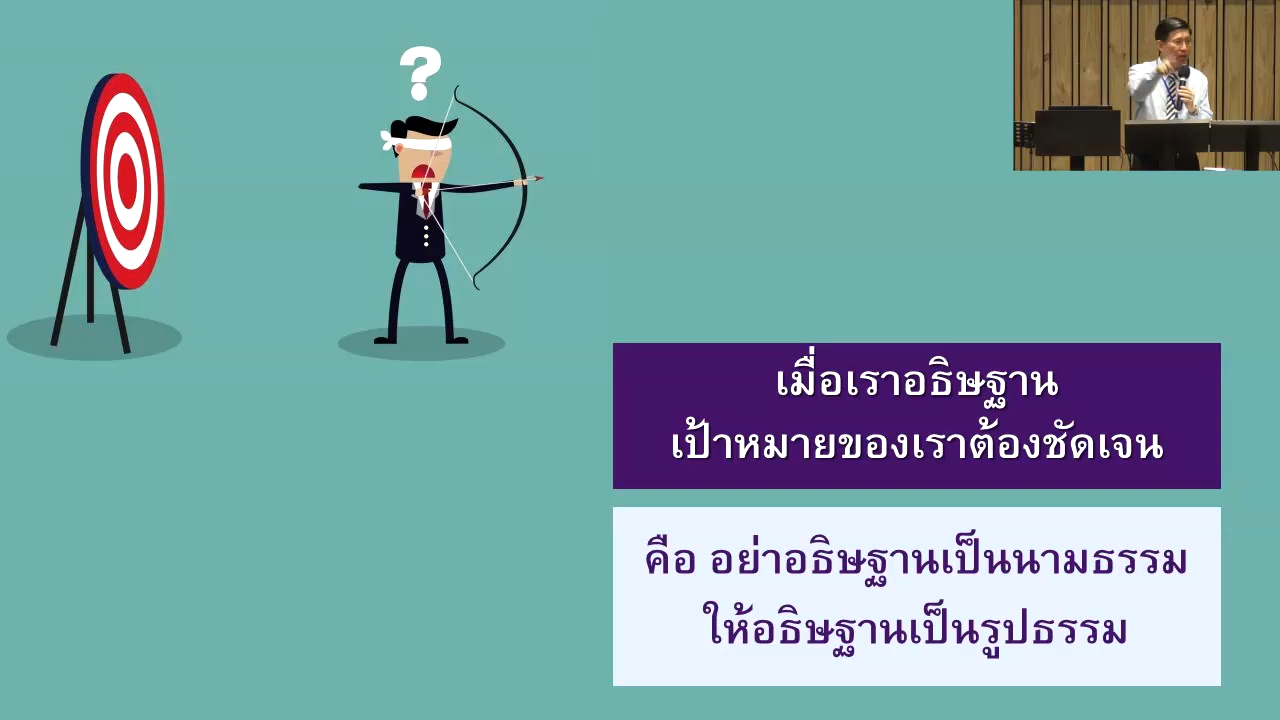 ?
เมื่อเราอธิษฐาน
เป้าหมายของเราต้องชัดเจน
คือ อย่าอธิษฐานเป็นนามธรรม
ให้อธิษฐานเป็นรูปธรรม